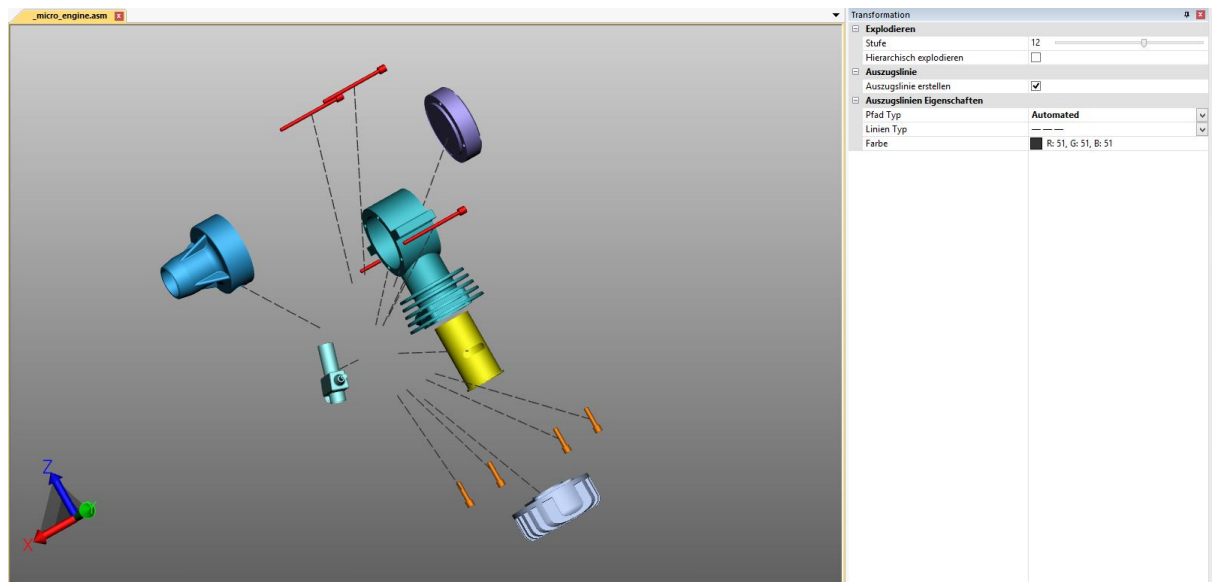 _micro_engine.asm
Z
X
Transformation
Explodieren
Stufe 12
Hierarchisch explodieren
Auszugslinie
Auszugslinie erstellen
Auszugslinien Eigenschaften
Pfad Typ Automated
Linien Typ
Farbe R: 51, G: 51, B: 51